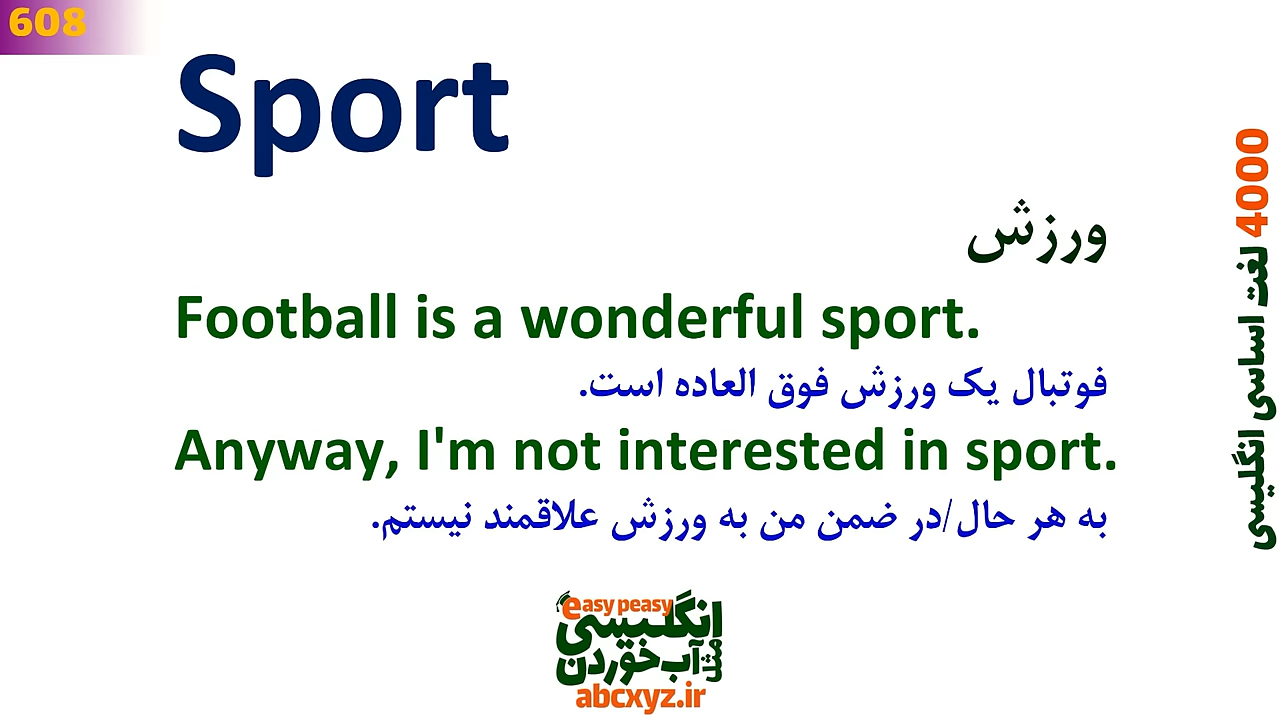 608
Sport
ورزش
Football is a wonderful sport.
فوتبال یک ورزش فوق العاده است.
Anyway, I'm not interested in sport.
به هر حال/در ضمن من به ورزش علاقمند نیستم.
4000 لغت اساسی انگلیسی
easy peasy
انگلیسی
مثل آب خوردن
abcxyz.ir